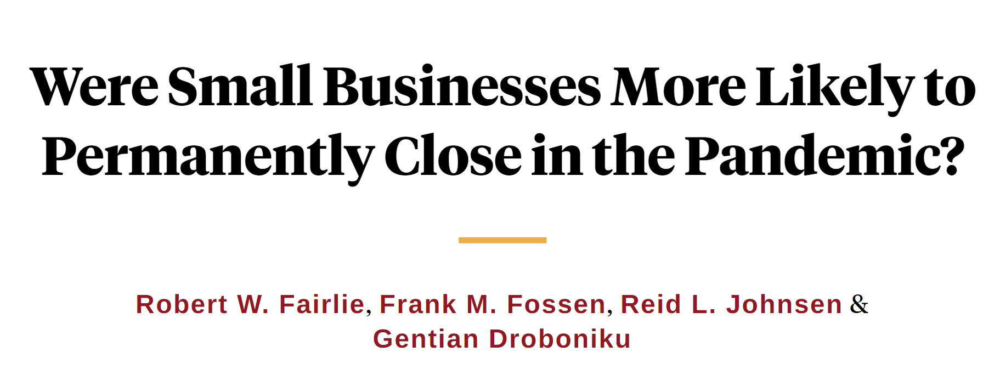 Were Small Businesses More Likely to
Permanently Close in the Pandemic?
Robert W. Fairlie, Frank M. Fossen, Reid L. Johnsen &
Gentian Droboniku